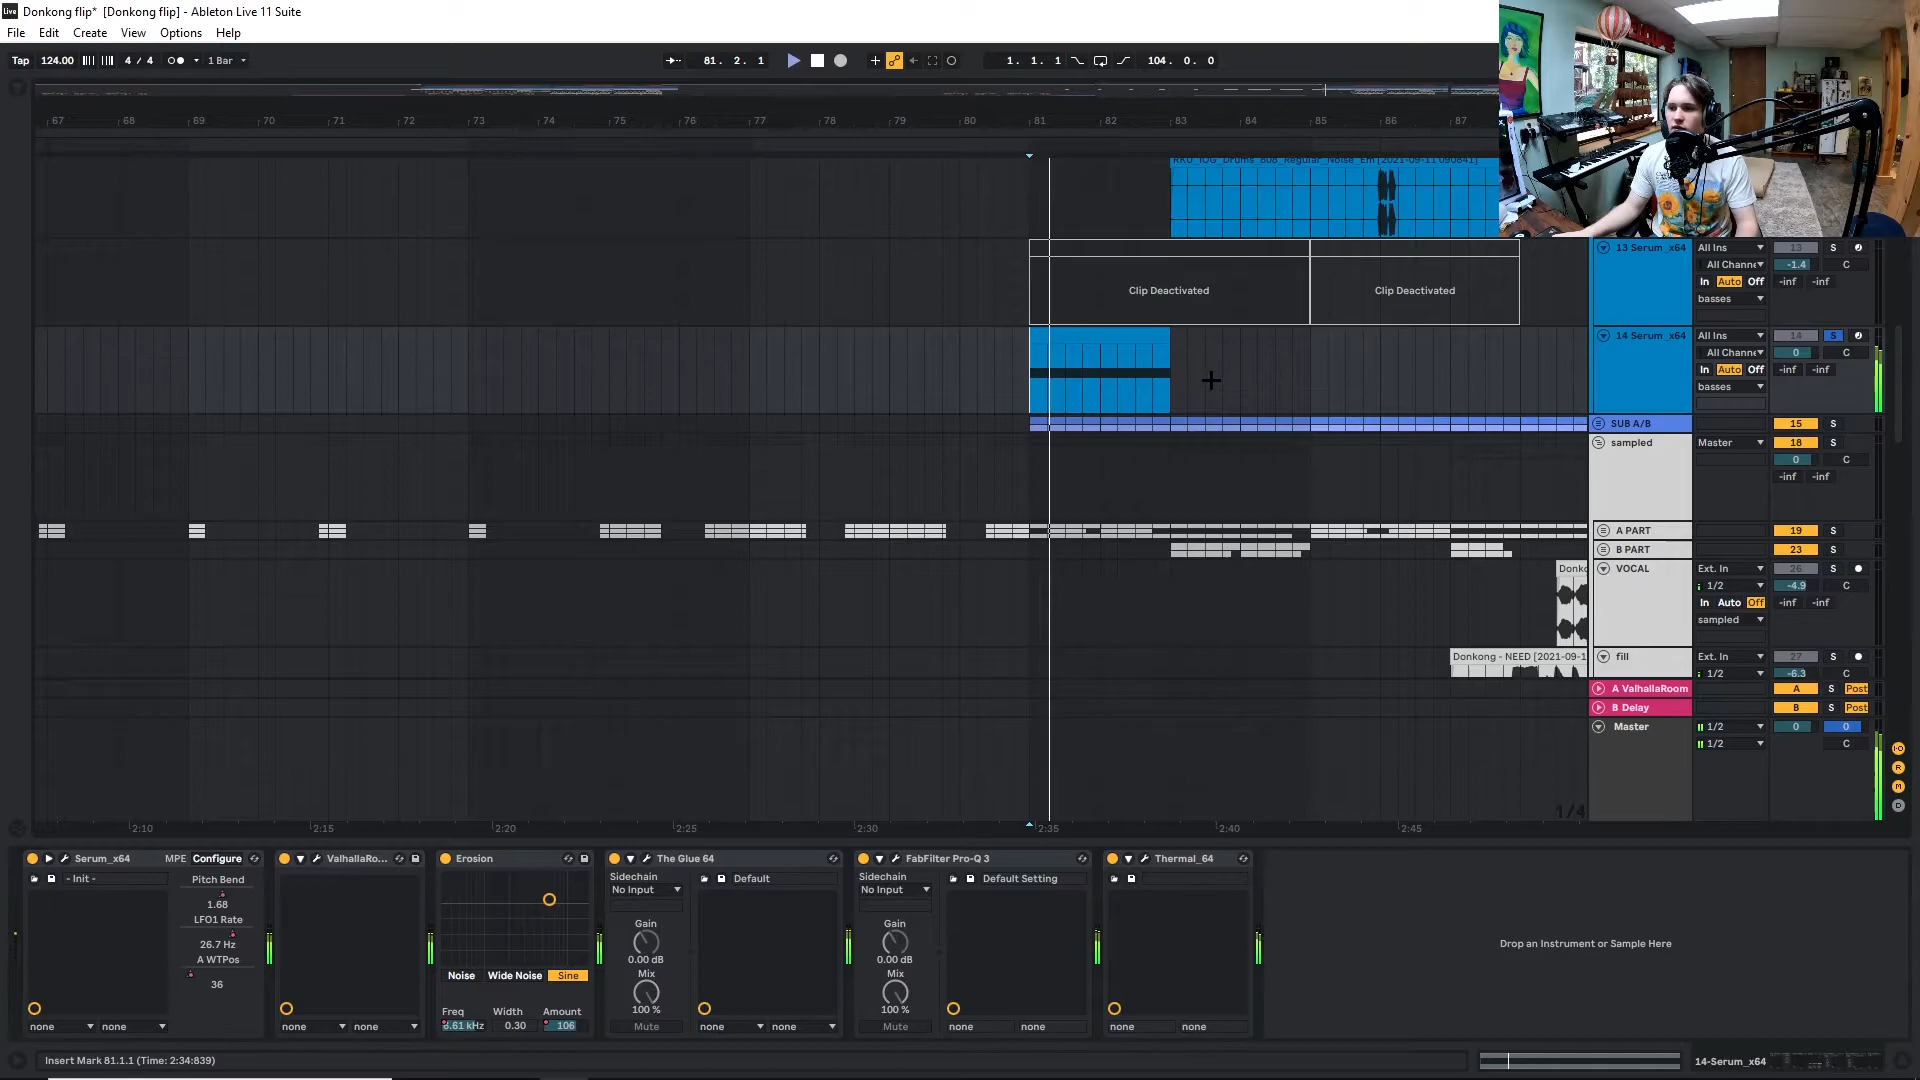 Live Donkong flip* [Donkong flip] - Ableton Live 11 Suite
File Edit Create View Options Help
Tap 124.00 4 / 4 1 Bar 81. 2. 1 1. 1. 1 104. 0. 0
67 68 69 70 71 72 73 74 75 76 77 78 79 80 81 82 83 84 85 86 87
Clip Deactivated Clip Deactivated
13 Serum_x64 All Ins 13 S
All Channe -1.4 C
In Auto Off -inf -inf
basses
14 Serum_x64 All Ins 14 S
All Channe 0 C
In Auto Off -inf -inf
basses
SUB A/B 15 S
sampled Master 18 S
0 C
-inf -inf
A PART 19 S
B PART 23 S
Donkc VOCAL Ext. In 26 S
1/2 -4.9 C
In Auto Off -inf -inf
sampled
Donkong - NEED [2021-09-1 fill Ext. In 27 S
1/2 -6.3 C
A ValhallaRoom A S Post
B Delay B S Post
Master 1/2 0 0
1/2 C
I·O
R
M
D
1/4
2:10 2:15 2:20 2:25 2:30 2:35 2:40 2:45
Serum_x64 MPE Configure ValhallaRo... Erosion The Glue 64 FabFilter Pro-Q 3 Thermal_64
- Init - Pitch Bend Sidechain Default Sidechain Default Setting
1.68 No Input No Input
LFO1 Rate
26.7 Hz Gain Gain
A WTPos 0.00 dB 0.00 dB
36 Noise Wide Noise Sine Mix Mix
Freq Width Amount 100 % 100 %
none none none none 0.30 106 Mute none none Mute none none none none
Drop an Instrument or Sample Here
Insert Mark 81.1.1 (Time: 2:34:839) 14-Serum_x64